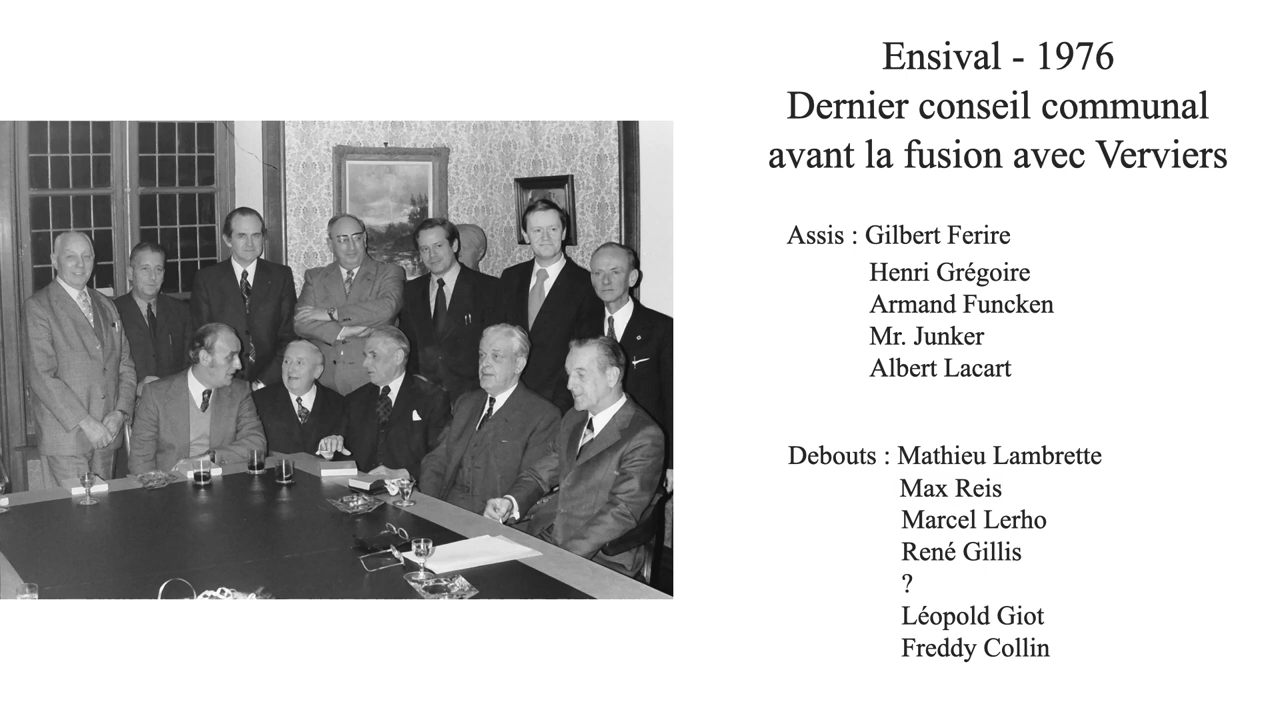 Ensival - 1976
Dernier conseil communal
avant la fusion avec Verviers
Assis : Gilbert Ferire
Henri Grégoire
Armand Funcken
Mr. Junker
Albert Lacart
Debouts : Mathieu Lambrette
Max Reis
Marcel Lerho
René Gillis
?
Léopold Giot
Freddy Collin